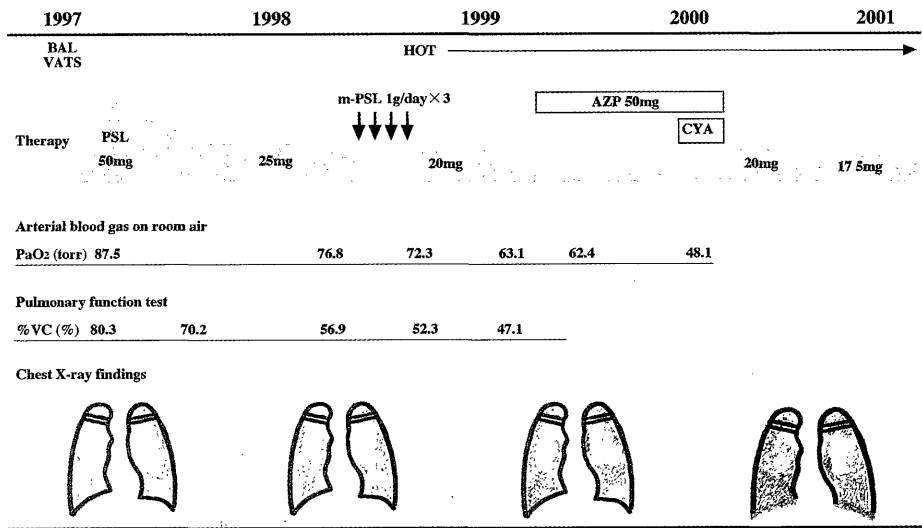 1997 1998 1999 2000 2001
BAL
VATS
HOT
m-PSL 1g/day×3
AZP 50mg
CYA
Therapy
PSL
50mg 25mg 20mg 20mg 17 5mg
Arterial blood gas on room air
PaO2 (torr) 87.5 76.8 72.3 63.1 62.4 48.1
Pulmonary function test
%VC (%) 80.3 70.2 56.9 52.3 47.1
Chest X-ray findings